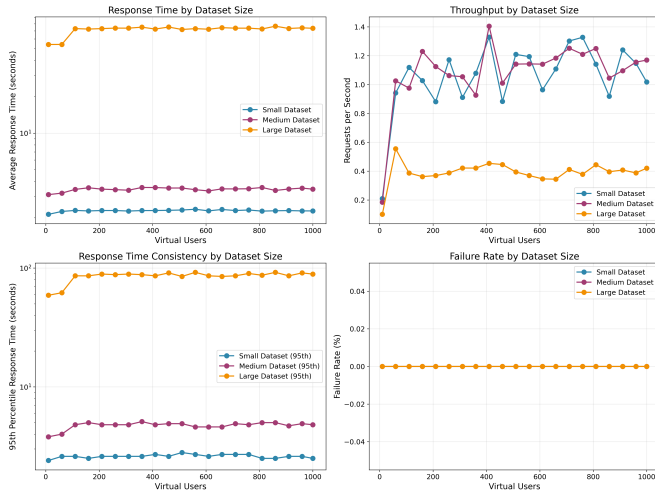 Response Time by Dataset Size
Average Response Time (seconds)
10¹
Small Dataset
Medium Dataset
Large Dataset
0 200 400 600 800 1000
Virtual Users
Throughput by Dataset Size
Requests per Second
1.4
1.2
1.0
0.8
0.6
0.4
0.2
Small Dataset
Medium Dataset
Large Dataset
0 200 400 600 800 1000
Virtual Users
Response Time Consistency by Dataset Size
95th Percentile Response Time (seconds)
10²
10¹
Small Dataset (95th)
Medium Dataset (95th)
Large Dataset (95th)
0 200 400 600 800 1000
Virtual Users
Failure Rate by Dataset Size
Failure Rate (%)
0.04
0.02
0.00
−0.02
−0.04
Small Dataset
Medium Dataset
Large Dataset
0 200 400 600 800 1000
Virtual Users